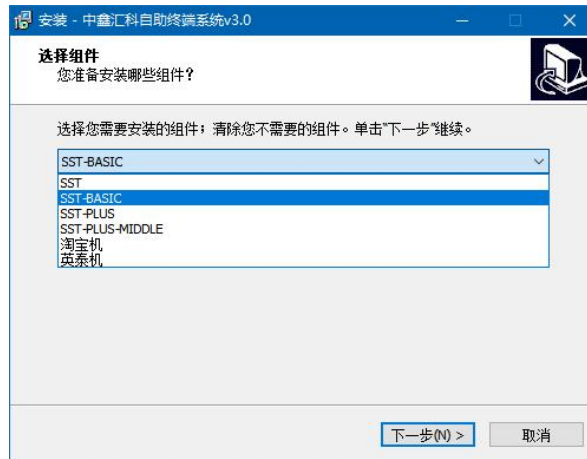 安装 - 中鑫汇科自助终端系统v3.0
选择组件
您准备安装哪些组件?
选择您需要安装的组件；清除您不需要的组件。单击“下一步”继续。
SST-BASIC
SST
SST-BASIC
SST-PLUS
SST-PLUS-MIDDLE
淘宝机
英泰机
下一步(N) >
取消